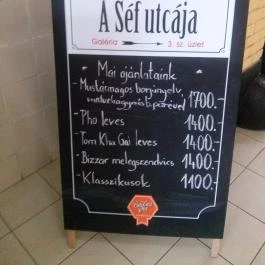 A Séf utcája
Galéria 3. sz. üzlet
Mai ajánlataink
- Mustármagos borjúnyelv,
1700.-
- Pho leves 1400.-
- Tom Kha Gai leves 1400.-
- Bizzar melegszendvics 1400.-
- Klasszikusok 1100.-